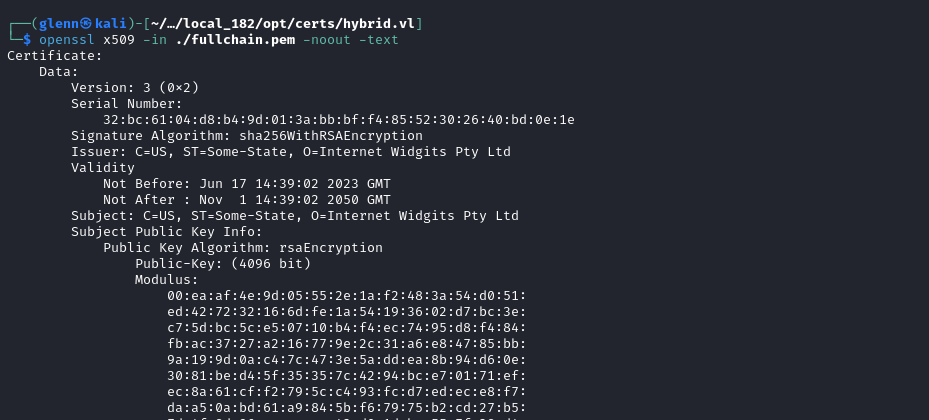 ┌──(glenn㉿kali)-[~/…/local_182/opt/certs/hybrid.vl]
└─$ openssl x509 -in ./fullchain.pem -noout -text
Certificate:
    Data:
        Version: 3 (0×2)
        Serial Number:
            32:bc:61:04:d8:b4:9d:01:3a:bb:bf:f4:85:52:30:26:40:bd:0e:1e
        Signature Algorithm: sha256WithRSAEncryption
        Issuer: C=US, ST=Some-State, O=Internet Widgits Pty Ltd
        Validity
            Not Before: Jun 17 14:39:02 2023 GMT
            Not After : Nov  1 14:39:02 2050 GMT
        Subject: C=US, ST=Some-State, O=Internet Widgits Pty Ltd
        Subject Public Key Info:
            Public Key Algorithm: rsaEncryption
                Public-Key: (4096 bit)
                Modulus:
                    00:ea:af:4e:9d:05:55:2e:1a:f2:48:3a:54:d0:51:
                    ed:42:72:32:16:6d:fe:1a:54:19:36:02:d7:bc:3e:
                    c7:5d:bc:5c:e5:07:10:b4:f4:ec:74:95:d8:f4:84:
                    fb:ac:37:27:a2:16:77:9e:2c:31:a6:e8:47:85:bb:
                    9a:19:9d:0a:c4:7c:47:3e:5a:dd:ea:8b:94:d6:0e:
                    30:81:be:d4:5f:35:35:7c:42:94:bc:e7:01:71:ef:
                    ec:8a:61:cf:f2:79:5c:c4:93:fc:d7:ed:ec:e8:f7:
                    da:a5:0a:bd:61:a9:84:5b:f6:79:75:b2:cd:27:b5: